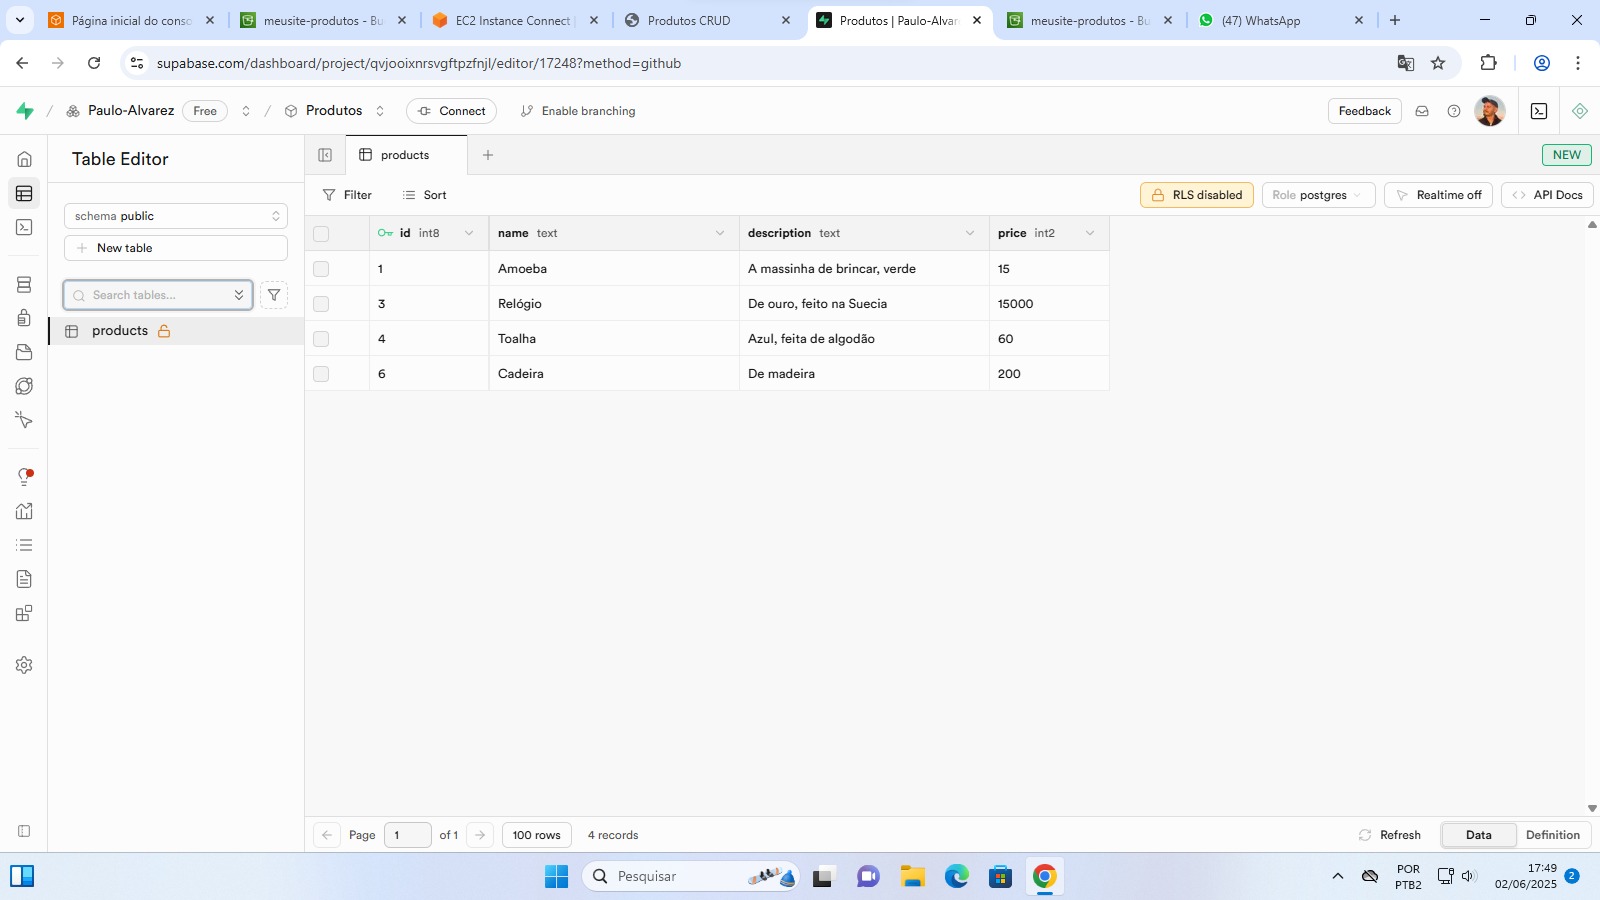 Página inicial do conso
meusite-produtos - Bu
EC2 Instance Connect
Produtos CRUD
Produtos | Paulo-Alvar
meusite-produtos - Bu
(47) WhatsApp
supabase.com/dashboard/project/qvjooixnrsvgftpzfnjl/editor/17248?method=github
Paulo-Alvarez Free / Produtos Connect Enable branching Feedback
Table Editor
products
NEW
Filter Sort RLS disabled Role postgres Realtime off API Docs
schema public
New table
Search tables...
products
id int8 name text description text price int2
1 Amoeba A massinha de brincar, verde 15
3 Relógio De ouro, feito na Suecia 15000
4 Toalha Azul, feita de algodão 60
6 Cadeira De madeira 200
Page 1 of 1 100 rows 4 records Refresh Data Definition
Pesquisar
POR
PTB2
17:49
02/06/2025
2